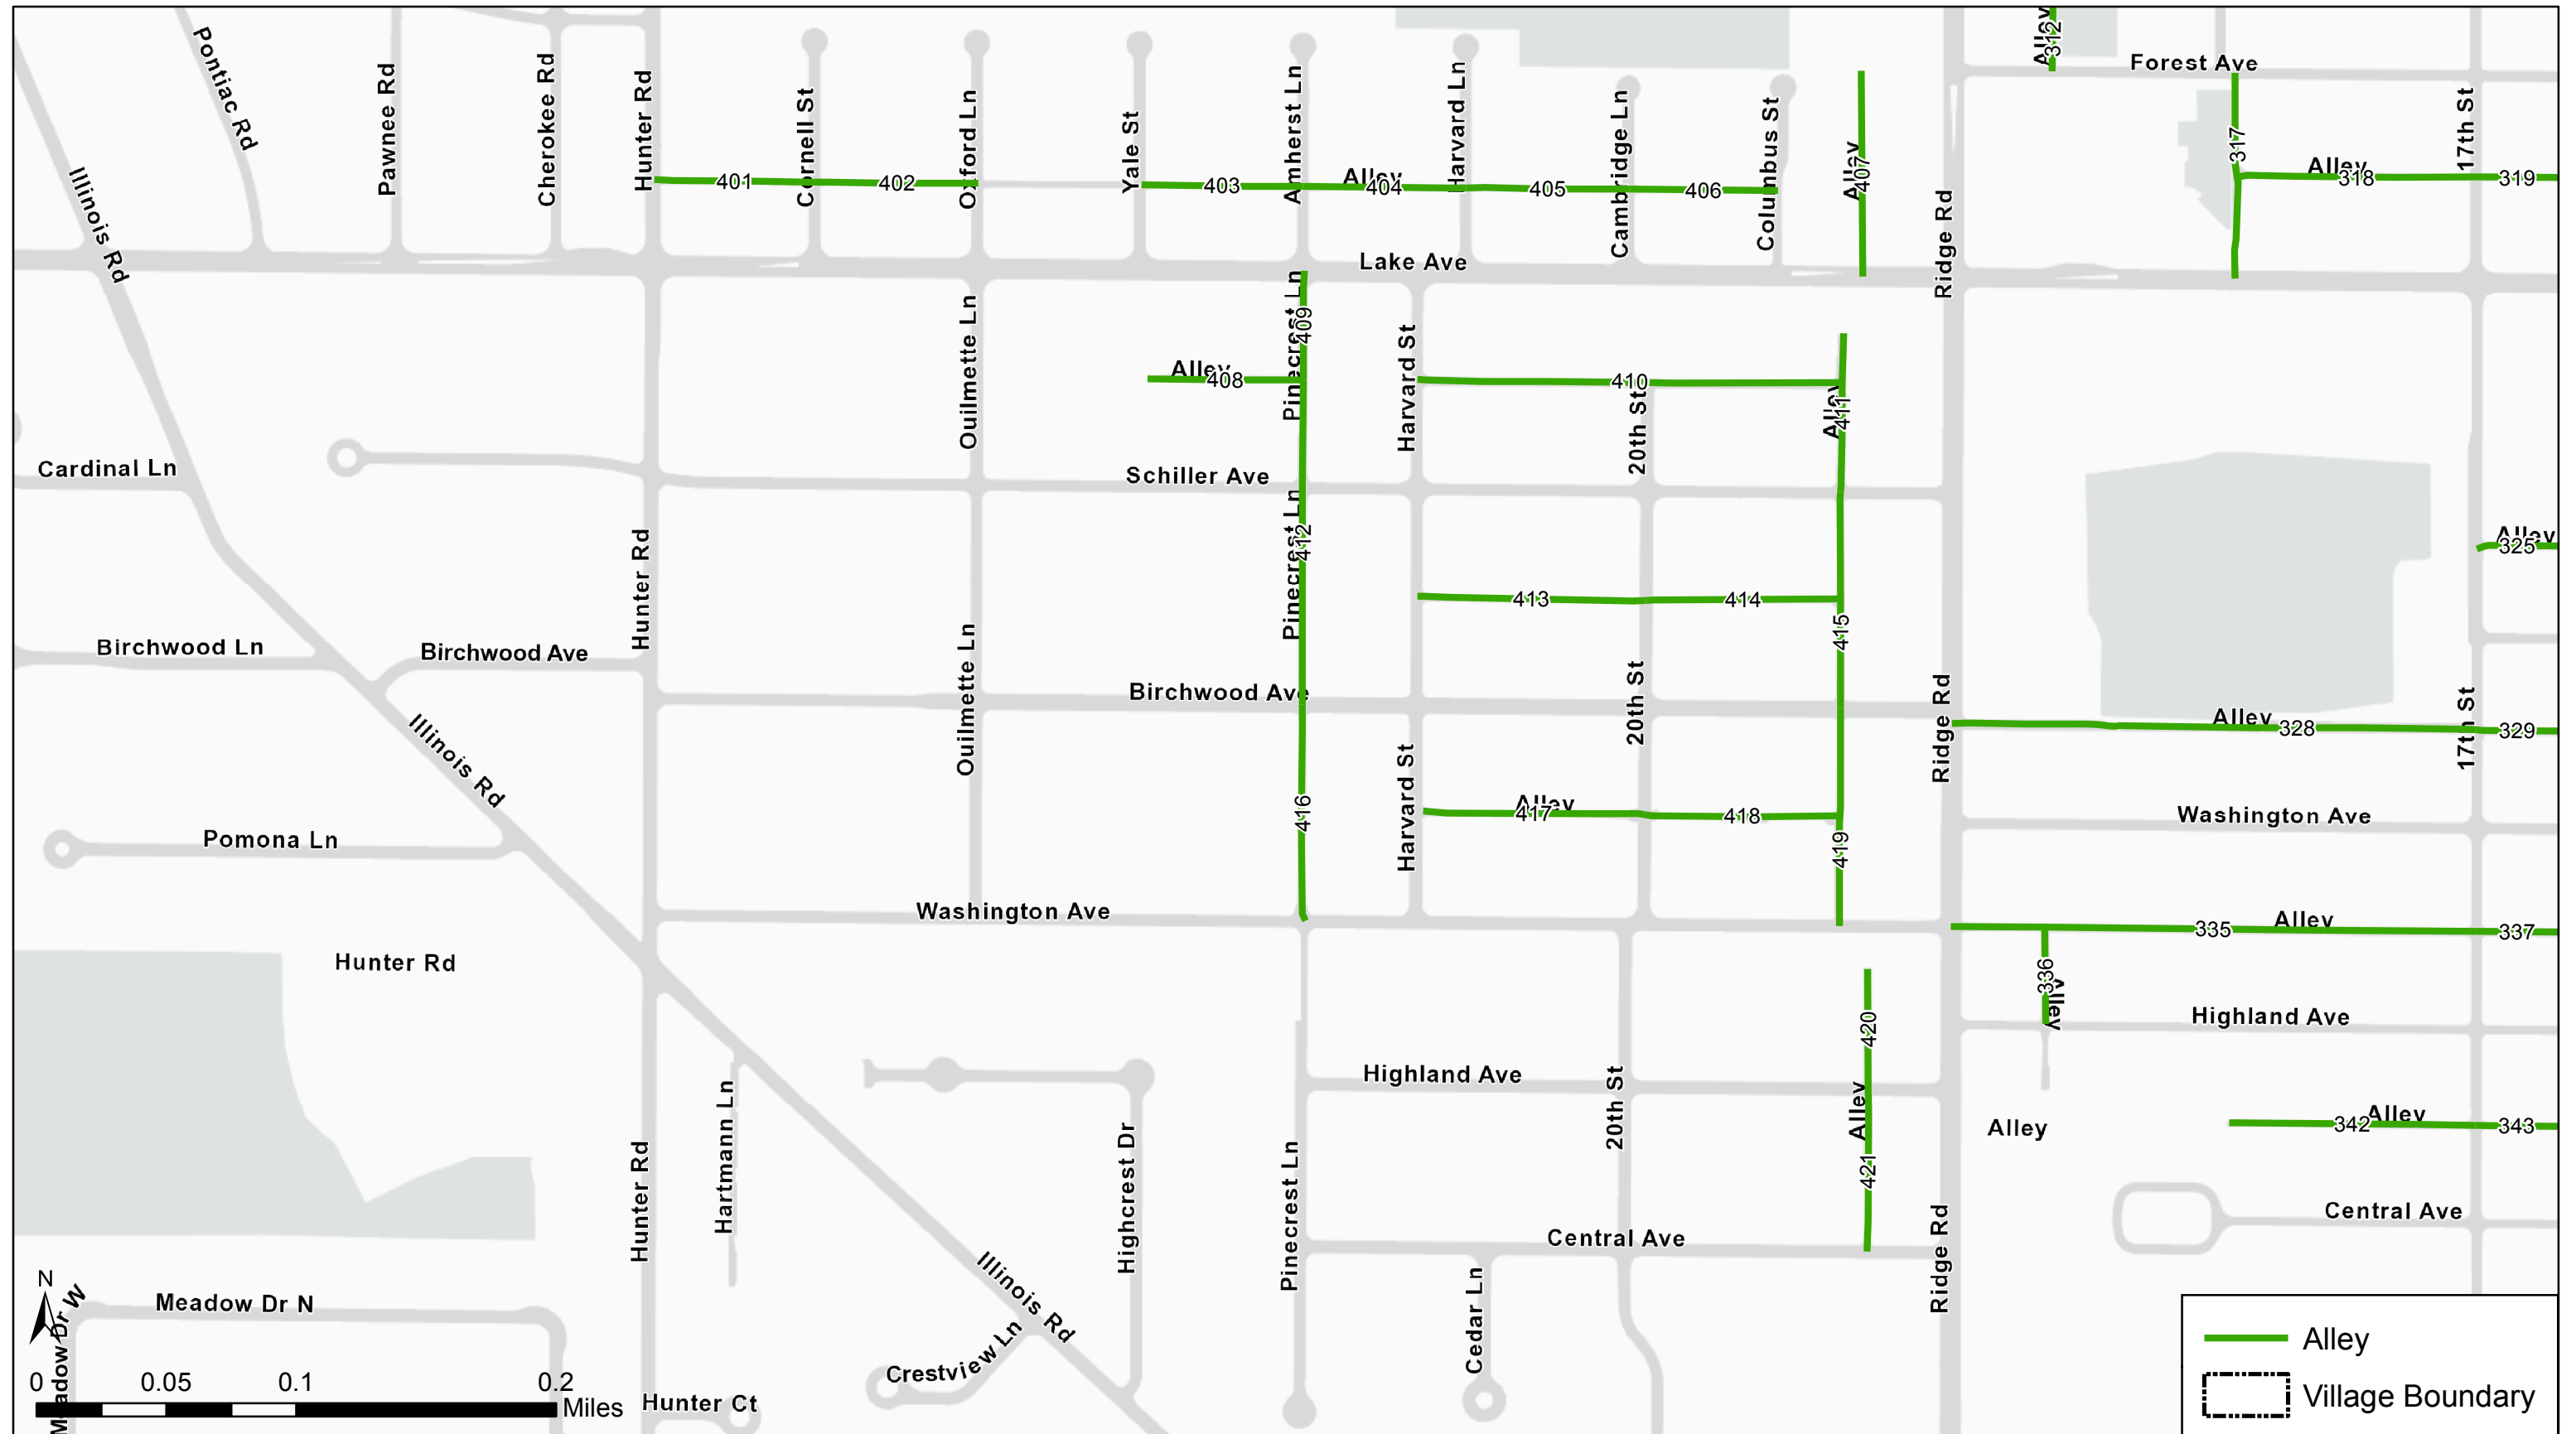 Alley
312
Forest Ave
Pontiac Rd
Pawnee Rd
Cherokee Rd
Hunter Rd
Cornell St
Oxford Ln
Yale St
Amherst Ln
Harvard Ln
Cambridge Ln
Columbus St
Alley
407
17th St
317
Alley
318
319
401
402
403
Alley
404
405
406
Illinois Rd
Ridge Rd
Lake Ave
Ouilmette Ln
Pinecrest Ln
409
Harvard St
Alley
408
410
20th St
Alley
411
Cardinal Ln
Schiller Ave
Pinecrest Ln
412
Alley
325
Hunter Rd
413
414
415
Birchwood Ln
Birchwood Ave
Ouilmette Ln
Birchwood Ave
20th St
Ridge Rd
17th St
Alley
328
329
Illinois Rd
Harvard St
416
Alley
417
418
419
Washington Ave
Pomona Ln
Washington Ave
Alley
335
337
Hunter Rd
336
Alley
Highland Ave
420
Highland Ave
20th St
Alley
421
Alley
Alley
342
343
Hartmann Ln
Hunter Rd
Highcrest Dr
Pinecrest Ln
Central Ave
Central Ave
Ridge Rd
Illinois Rd
Cedar Ln
Crestview Ln
Hunter Ct
Meadow Dr N
Meadow Dr W
N
0 0.05 0.1 0.2
Miles
Alley
Village Boundary